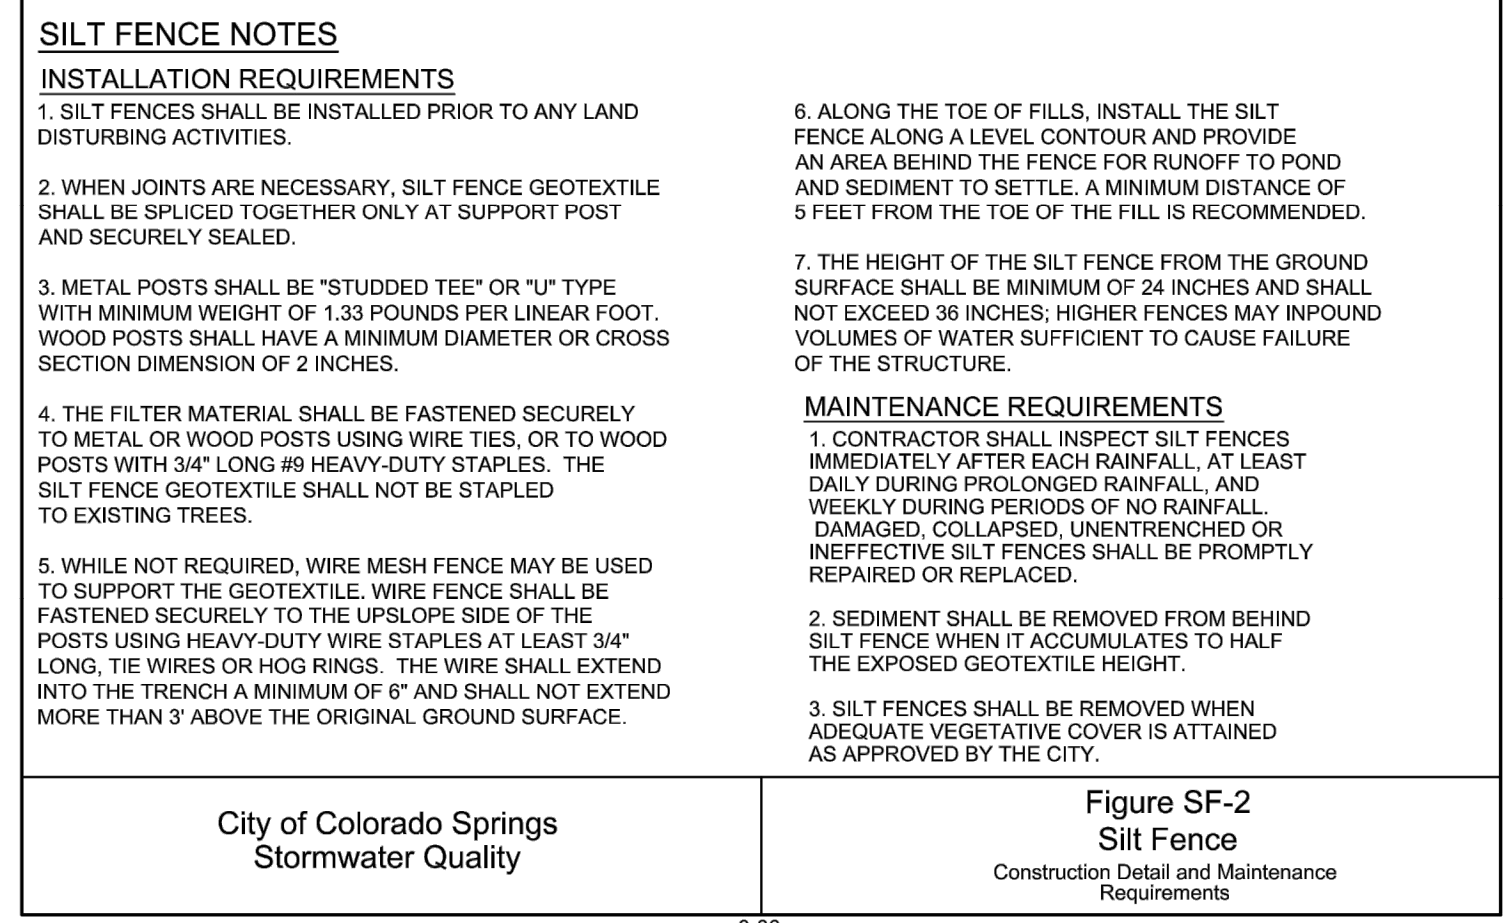 SILT FENCE NOTES
INSTALLATION REQUIREMENTS
1. SILT FENCES SHALL BE INSTALLED PRIOR TO ANY LAND
DISTURBING ACTIVITIES.
2. WHEN JOINTS ARE NECESSARY, SILT FENCE GEOTEXTILE
SHALL BE SPLICED TOGETHER ONLY AT SUPPORT POST
AND SECURELY SEALED.
3. METAL POSTS SHALL BE "STUDDED TEE" OR "U" TYPE
WITH MINIMUM WEIGHT OF 1.33 POUNDS PER LINEAR FOOT.
WOOD POSTS SHALL HAVE A MINIMUM DIAMETER OR CROSS
SECTION DIMENSION OF 2 INCHES.
4. THE FILTER MATERIAL SHALL BE FASTENED SECURELY
TO METAL OR WOOD POSTS USING WIRE TIES, OR TO WOOD
POSTS WITH 3/4" LONG #9 HEAVY-DUTY STAPLES. THE
SILT FENCE GEOTEXTILE SHALL NOT BE STAPLED
TO EXISTING TREES.
5. WHILE NOT REQUIRED, WIRE MESH FENCE MAY BE USED
TO SUPPORT THE GEOTEXTILE. WIRE FENCE SHALL BE
FASTENED SECURELY TO THE UPSLOPE SIDE OF THE
POSTS USING HEAVY-DUTY WIRE STAPLES AT LEAST 3/4"
LONG, TIE WIRES OR HOG RINGS. THE WIRE SHALL EXTEND
INTO THE TRENCH A MINIMUM OF 6" AND SHALL NOT EXTEND
MORE THAN 3' ABOVE THE ORIGINAL GROUND SURFACE.
6. ALONG THE TOE OF FILLS, INSTALL THE SILT
FENCE ALONG A LEVEL CONTOUR AND PROVIDE
AN AREA BEHIND THE FENCE FOR RUNOFF TO POND
AND SEDIMENT TO SETTLE. A MINIMUM DISTANCE OF
5 FEET FROM THE TOE OF THE FILL IS RECOMMENDED.
7. THE HEIGHT OF THE SILT FENCE FROM THE GROUND
SURFACE SHALL BE MINIMUM OF 24 INCHES AND SHALL
NOT EXCEED 36 INCHES; HIGHER FENCES MAY INPOUND
VOLUMES OF WATER SUFFICIENT TO CAUSE FAILURE
OF THE STRUCTURE.
MAINTENANCE REQUIREMENTS
1. CONTRACTOR SHALL INSPECT SILT FENCES
IMMEDIATELY AFTER EACH RAINFALL, AT LEAST
DAILY DURING PROLONGED RAINFALL, AND
WEEKLY DURING PERIODS OF NO RAINFALL.
DAMAGED, COLLAPSED, UNENTRENCHED OR
INEFFECTIVE SILT FENCES SHALL BE PROMPTLY
REPAIRED OR REPLACED.
2. SEDIMENT SHALL BE REMOVED FROM BEHIND
SILT FENCE WHEN IT ACCUMULATES TO HALF
THE EXPOSED GEOTEXTILE HEIGHT.
3. SILT FENCES SHALL BE REMOVED WHEN
ADEQUATE VEGETATIVE COVER IS ATTAINED
AS APPROVED BY THE CITY.
City of Colorado Springs
Stormwater Quality
Figure SF-2
Silt Fence
Construction Detail and Maintenance
Requirements